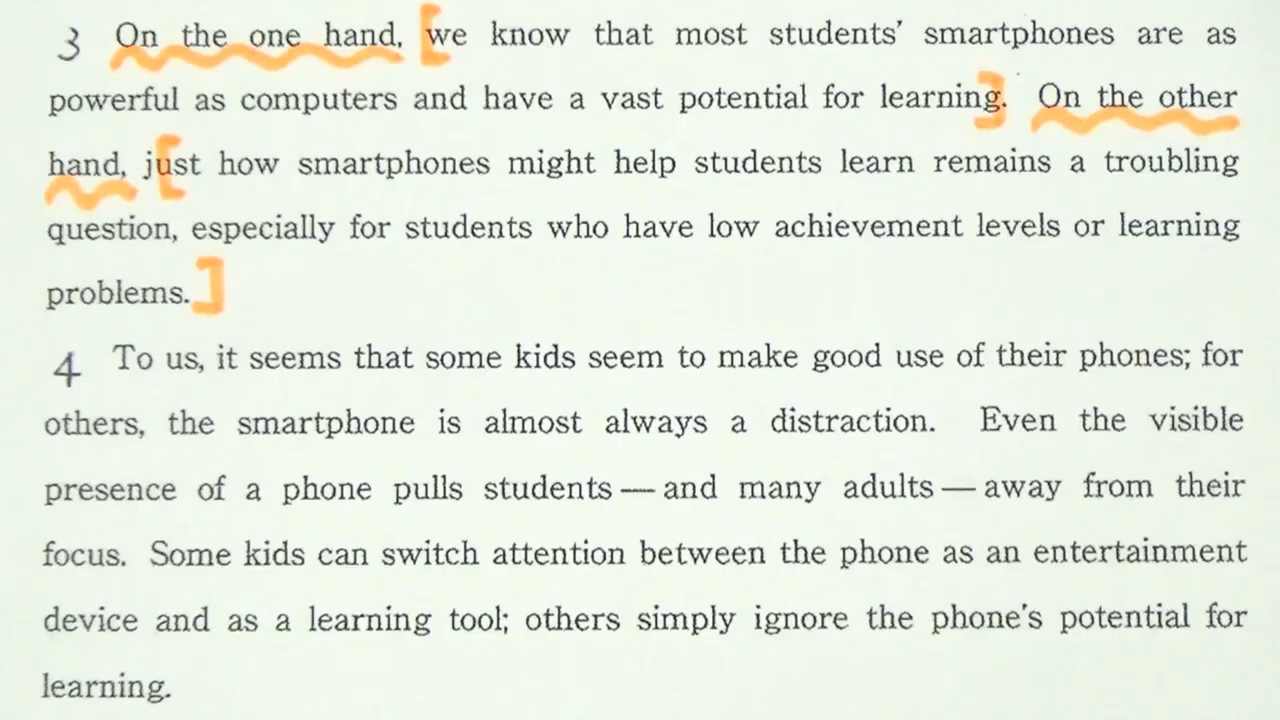 3 On the one hand, we know that most students' smartphones are as
powerful as computers and have a vast potential for learning. On the other
hand, just how smartphones might help students learn remains a troubling
question, especially for students who have low achievement levels or learning
problems.
4 To us, it seems that some kids seem to make good use of their phones; for
others, the smartphone is almost always a distraction. Even the visible
presence of a phone pulls students — and many adults — away from their
focus. Some kids can switch attention between the phone as an entertainment
device and as a learning tool; others simply ignore the phone's potential for
learning.